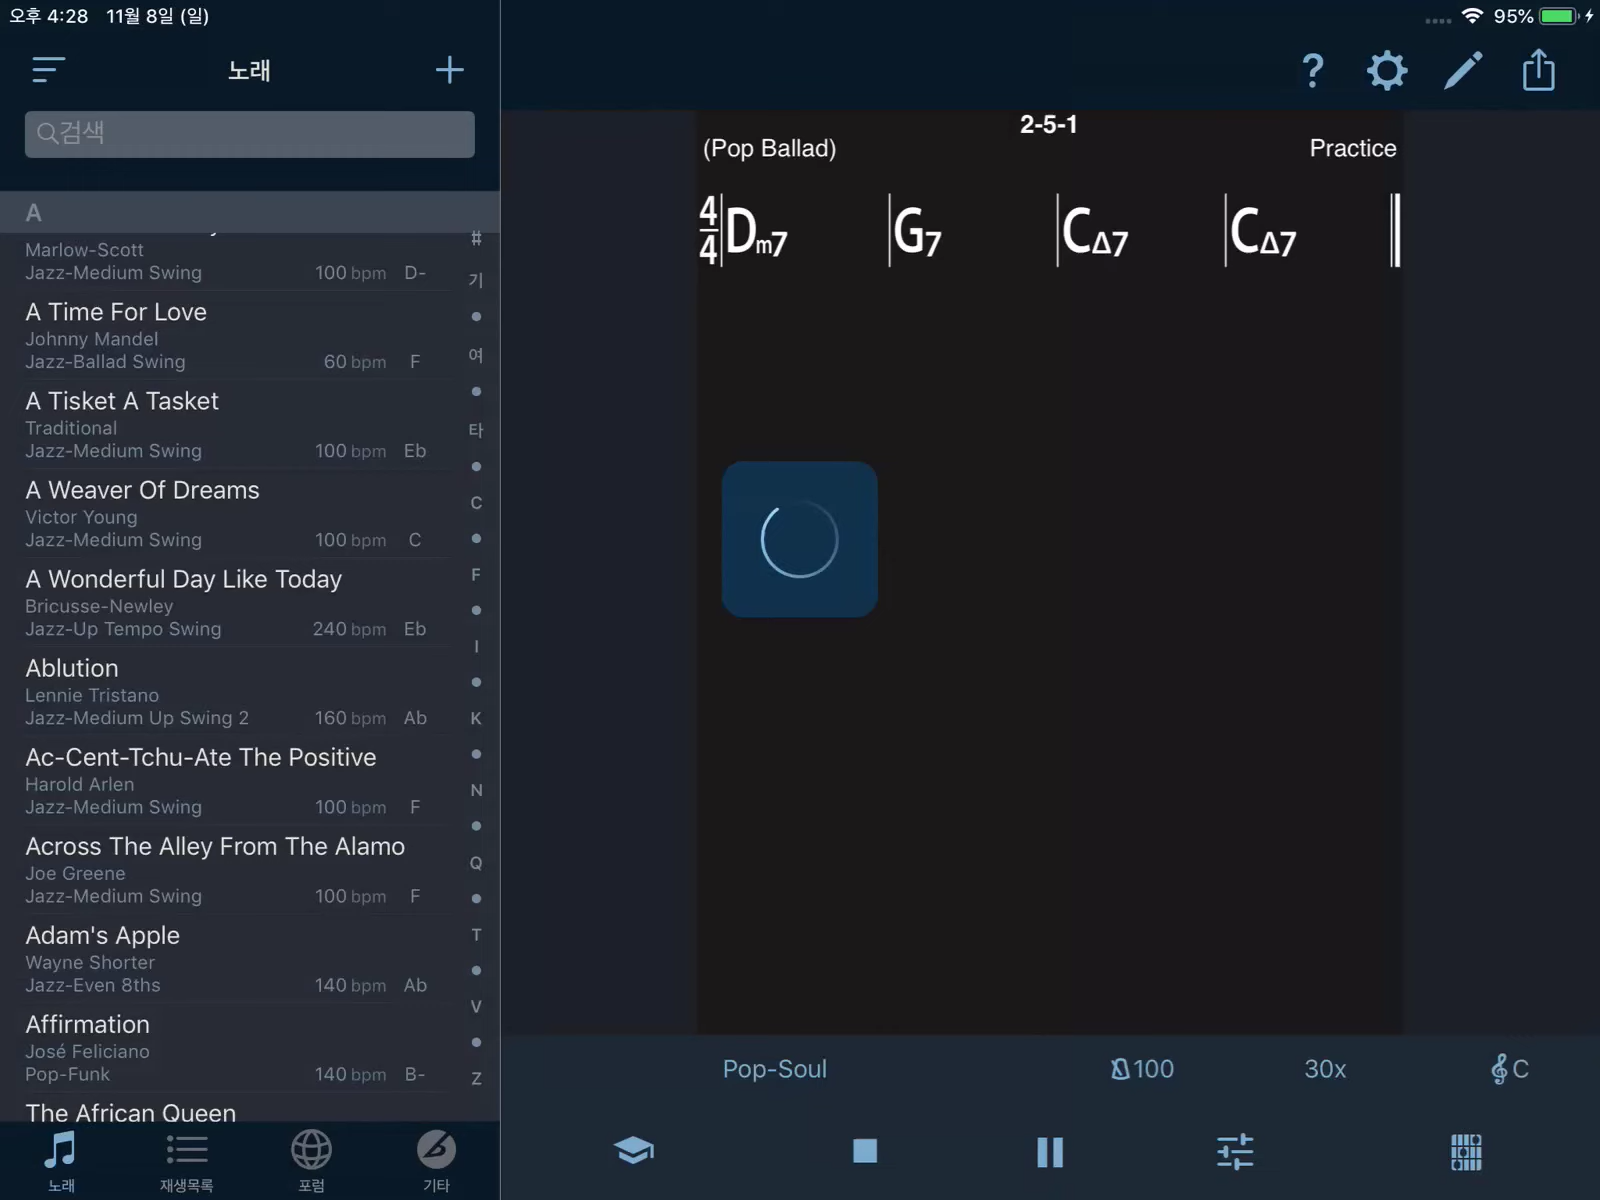 오후 4:28 11월 8일 (일)
95%
노래
검색
A
Marlow-Scott
Jazz-Medium Swing 100 bpm D-
A Time For Love
Johnny Mandel
Jazz-Ballad Swing 60 bpm F
A Tisket A Tasket
Traditional
Jazz-Medium Swing 100 bpm Eb
A Weaver Of Dreams
Victor Young
Jazz-Medium Swing 100 bpm C
A Wonderful Day Like Today
Bricusse-Newley
Jazz-Up Tempo Swing 240 bpm Eb
Ablution
Lennie Tristano
Jazz-Medium Up Swing 2 160 bpm Ab
Ac-Cent-Tchu-Ate The Positive
Harold Arlen
Jazz-Medium Swing 100 bpm F
Across The Alley From The Alamo
Joe Greene
Jazz-Medium Swing 100 bpm F
Adam's Apple
Wayne Shorter
Jazz-Even 8ths 140 bpm Ab
Affirmation
José Feliciano
Pop-Funk 140 bpm B-
The African Queen
#
기
여
타
C
F
I
K
N
Q
T
V
Z
노래
재생목록
포럼
기타
?
2-5-1
(Pop Ballad) Practice
4/4 Dm7 G7 CΔ7 CΔ7
Pop-Soul 100 30x C